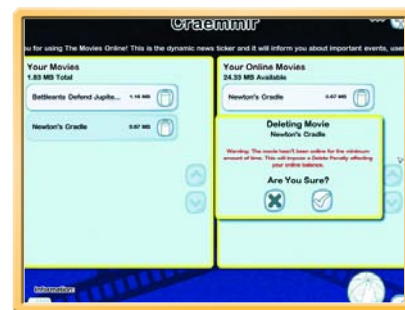 Craemmir
ou for using The Movies Online! This is the dynamic news ticker and it will inform you about important events, user
Your Movies
1.83 MB Total
Battleants Defend Jupite... 1.16 MB
Newton's Cradle 0.67 MB
Your Online Movies
24.33 MB Available
Newton's Cradle 0.67 MB
Deleting Movie
Newton's Cradle
Warning: The movie hasn't been online for the minimum
amount of time. This will impose a Delete Penalty affecting
your online balance.
Are You Sure?
Information: